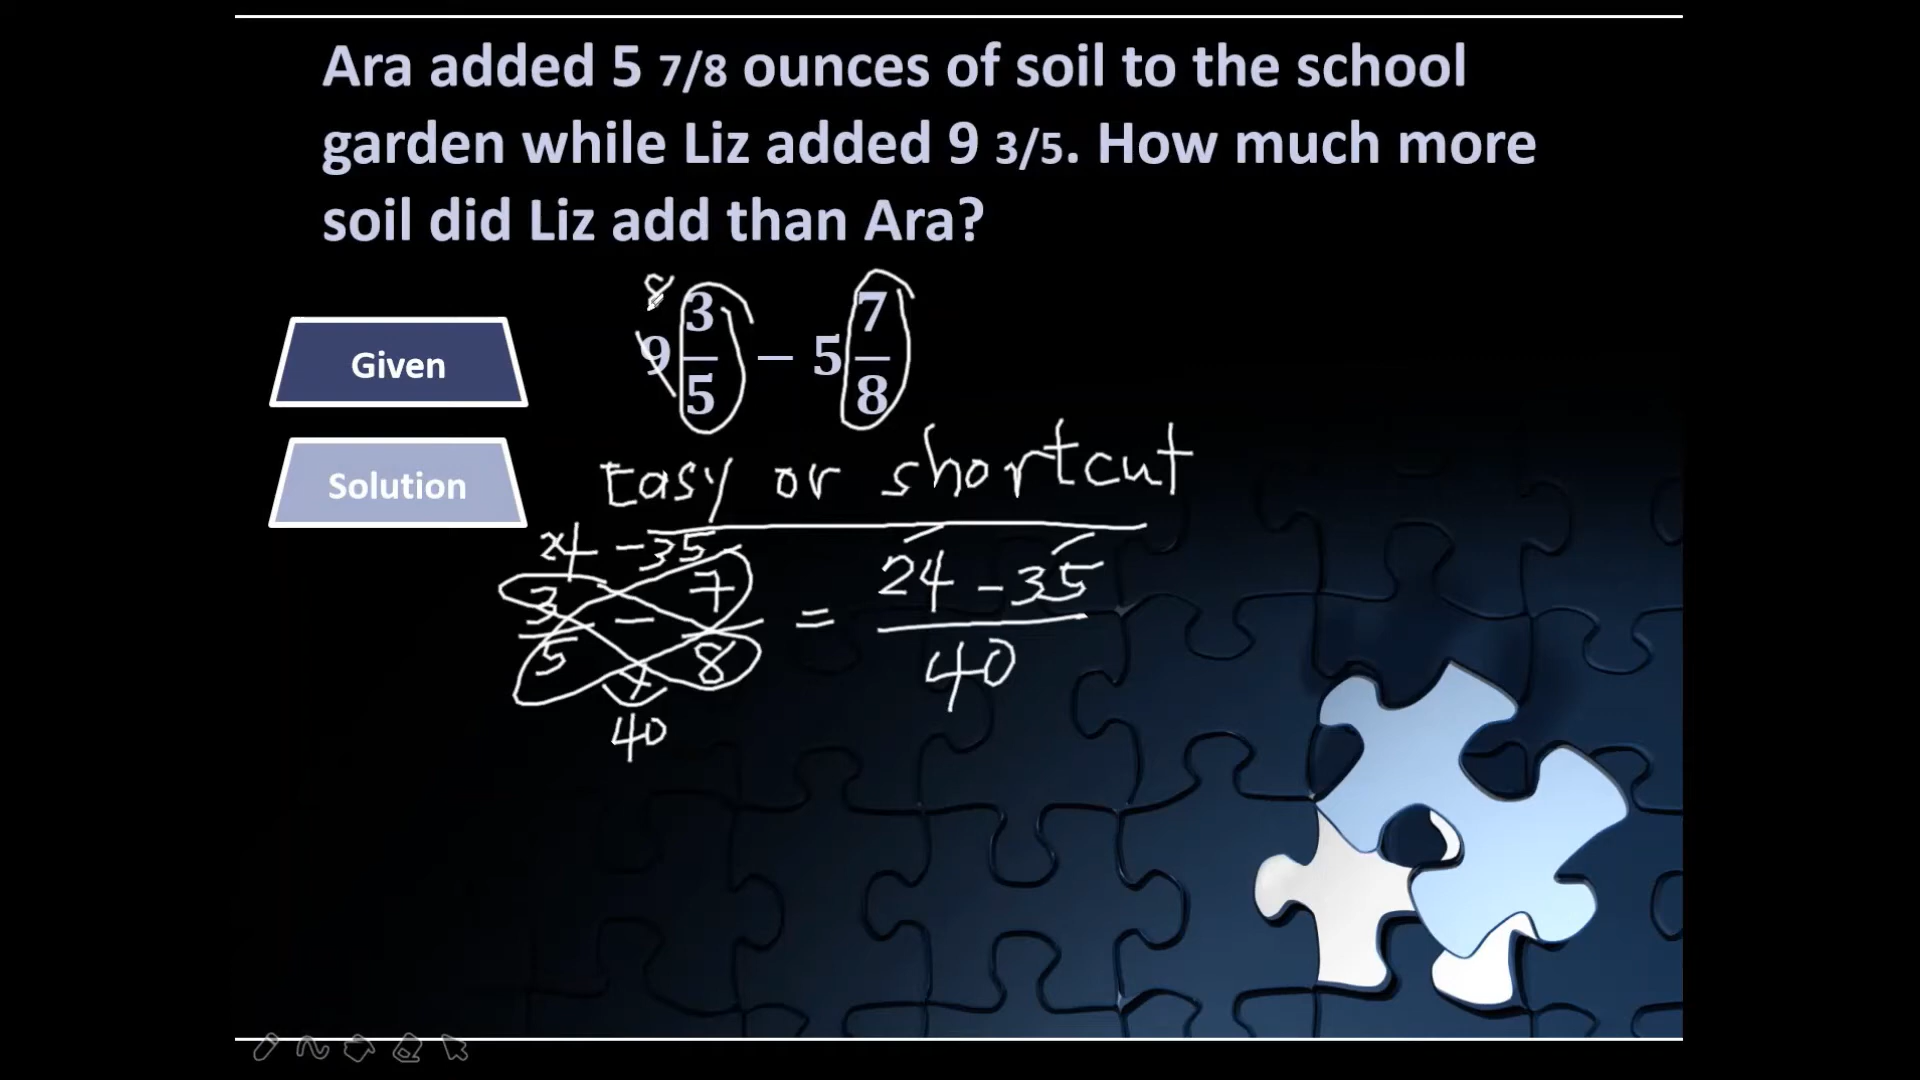 Ara added 5 7/8 ounces of soil to the school
garden while Liz added 9 3/5. How much more
soil did Liz add than Ara?
Given
8
9 3/5 − 5 7/8
Solution
Easy or shortcut
24 − 35
3/5 − 7/8 = 24 − 35 / 40
40